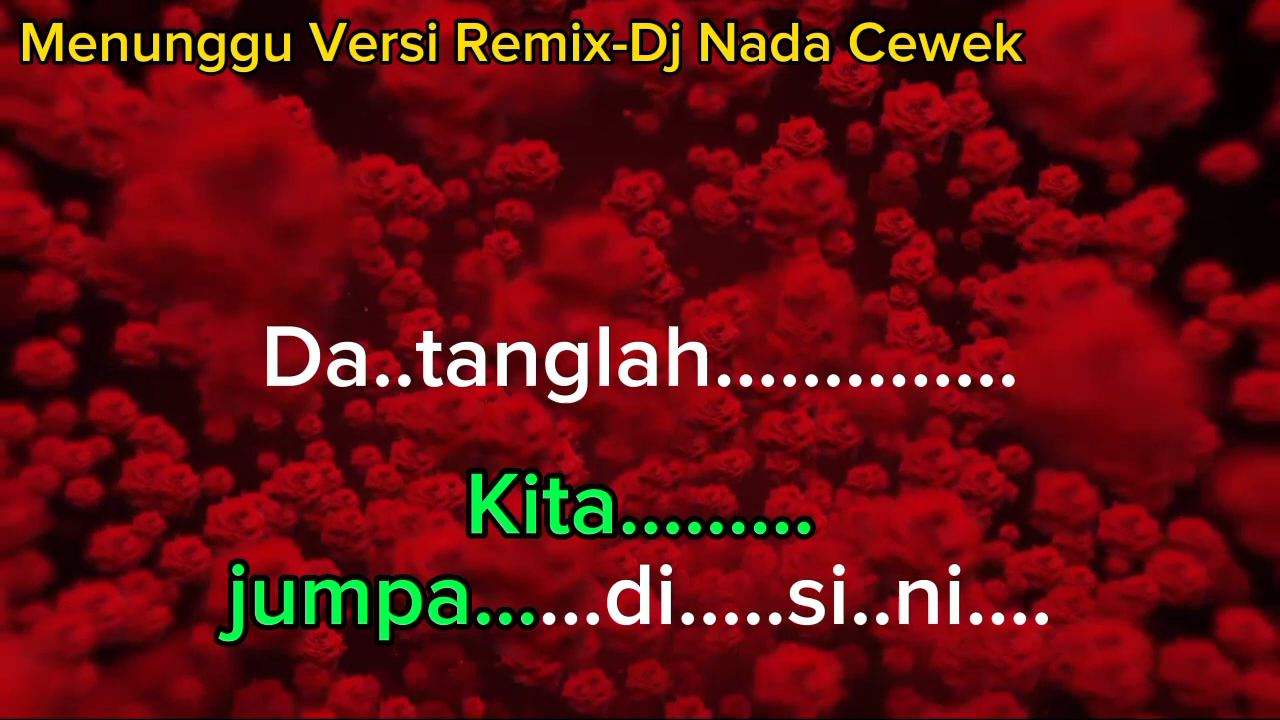 Menunggu Versi Remix-Dj Nada Cewek
Da..tanglah..............
Kita.........
jumpa......di.....si..ni....